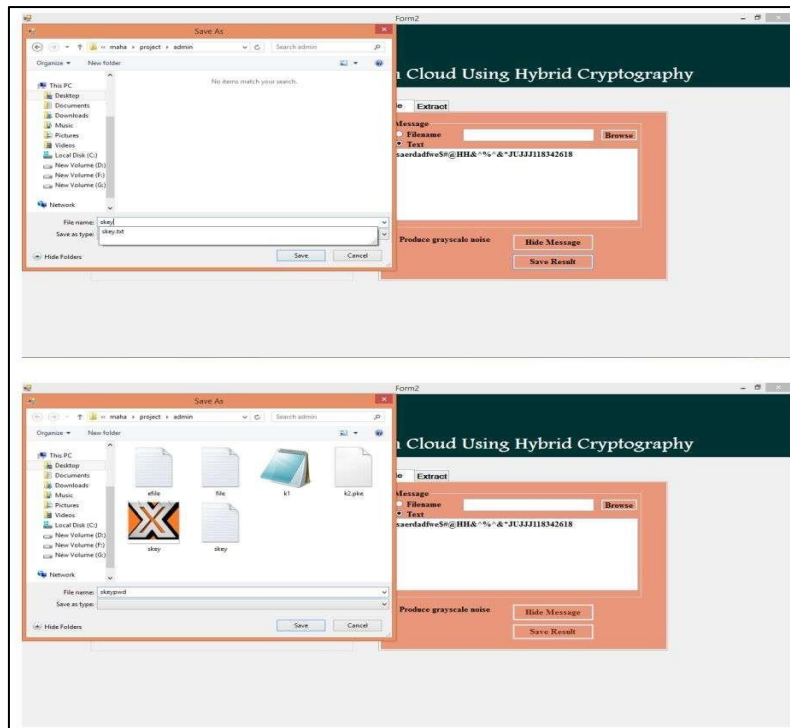 Form2
Save As
« maha › project › admin
Search admin
Organize
New folder
No items match your search.
This PC
Desktop
Documents
Downloads
Music
Pictures
Videos
Local Disk (C:)
New Volume (D:)
New Volume (F:)
New Volume (G:)
Network
File name: skey
Save as type:
skey.txt
Hide Folders
Save
Cancel
Cloud Using Hybrid Cryptography
Extract
Message
Filename
Browse
Text
saerdadfwe$#@HH&^%^&*JUJJJ118342618
Produce grayscale noise
Hide Message
Save Result
Form2
Save As
« maha › project › admin
Search admin
Organize
New folder
This PC
Desktop
Documents
Downloads
Music
Pictures
Videos
Local Disk (C:)
New Volume (D:)
New Volume (F:)
New Volume (G:)
Network
efile
file
k1
k2.pke
skey
skey
File name: skeypwd
Save as type:
Hide Folders
Save
Cancel
Cloud Using Hybrid Cryptography
Extract
Message
Filename
Browse
Text
saerdadfwe$#@HH&^%^&*JUJJJ118342618
Produce grayscale noise
Hide Message
Save Result